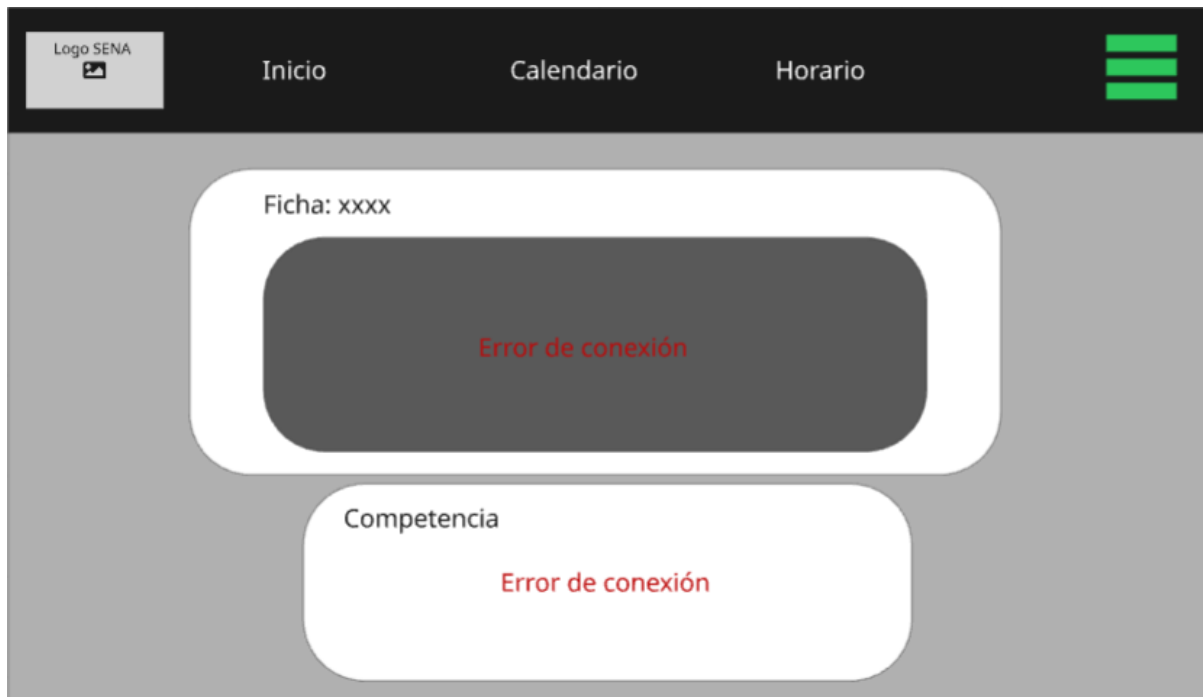 Logo SENA
Inicio
Calendario
Horario
Ficha: xxxx
Error de conexión
Competencia
Error de conexión